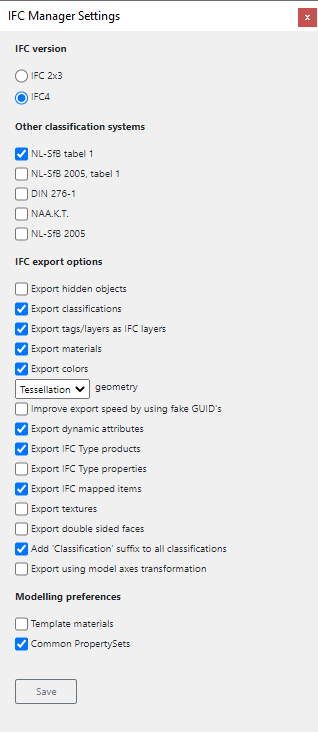 IFC Manager Settings
x
IFC version
IFC 2x3
IFC4
Other classification systems
NL-SfB tabel 1
NL-SfB 2005, tabel 1
DIN 276-1
NAA.K.T.
NL-SfB 2005
IFC export options
Export hidden objects
Export classifications
Export tags/layers as IFC layers
Export materials
Export colors
Tessellation geometry
Improve export speed by using fake GUID's
Export dynamic attributes
Export IFC Type products
Export IFC Type properties
Export IFC mapped items
Export textures
Export double sided faces
Add 'Classification' suffix to all classifications
Export using model axes transformation
Modelling preferences
Template materials
Common PropertySets
Save